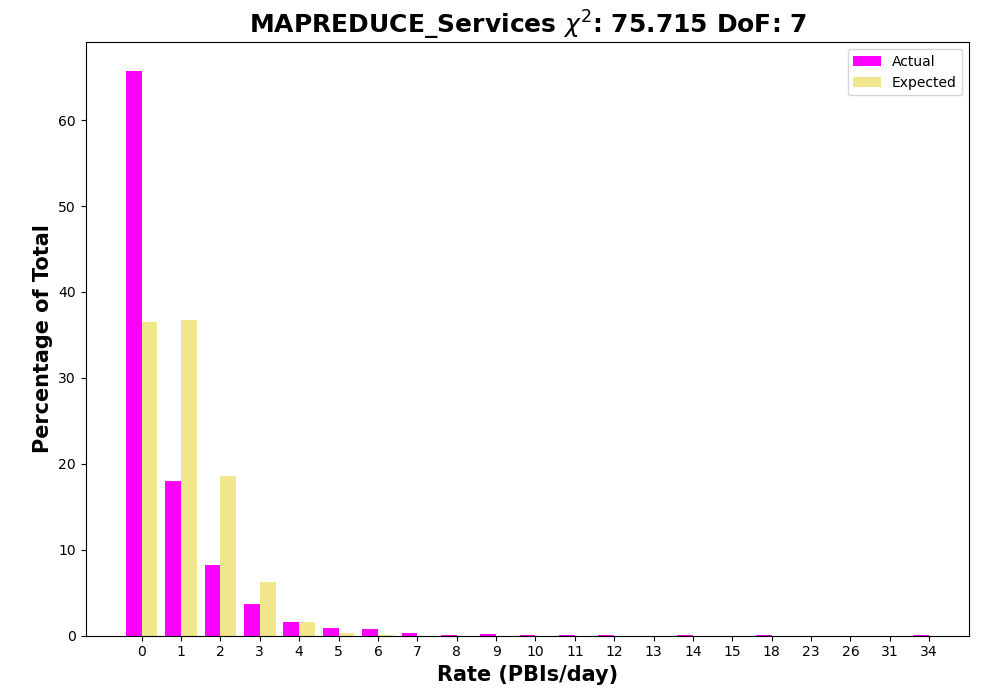 MAPREDUCE_Services χ²: 75.715 DoF: 7
Actual
Expected
Percentage of Total
60
50
40
30
20
10
0
0 1 2 3 4 5 6 7 8 9 10 11 12 13 14 15 18 23 26 31 34
Rate (PBIs/day)